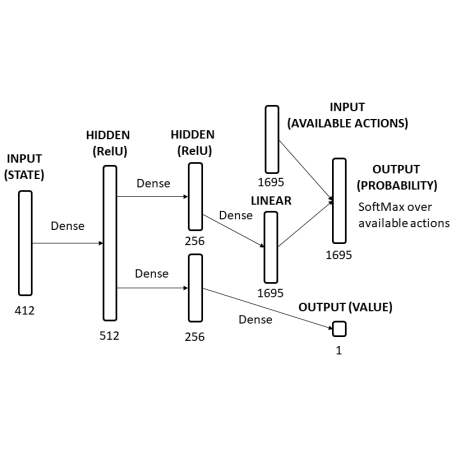 INPUT
(STATE)
412
Dense
HIDDEN
(RelU)
512
Dense
Dense
HIDDEN
(RelU)
256
256
Dense
Dense
INPUT
(AVAILABLE ACTIONS)
1695
LINEAR
1695
OUTPUT
(PROBABILITY)
SoftMax over
available actions
1695
OUTPUT (VALUE)
1